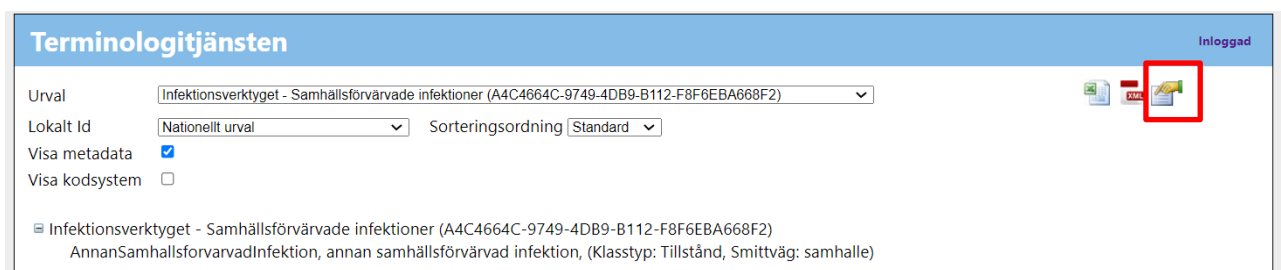 Terminologitjänsten
Inloggad
Urval Infektionsverktyget - Samhällsförvärvade infektioner (A4C4664C-9749-4DB9-B112-F8F6EBA668F2)
XML
Lokalt Id Nationellt urval Sorteringsordning Standard
Visa metadata
Visa kodsystem
Infektionsverktyget - Samhällsförvärvade infektioner (A4C4664C-9749-4DB9-B112-F8F6EBA668F2)
AnnanSamhallsforvarvadInfektion, annan samhällsförvärvad infektion, (Klasstyp: Tillstånd, Smittväg: samhalle)